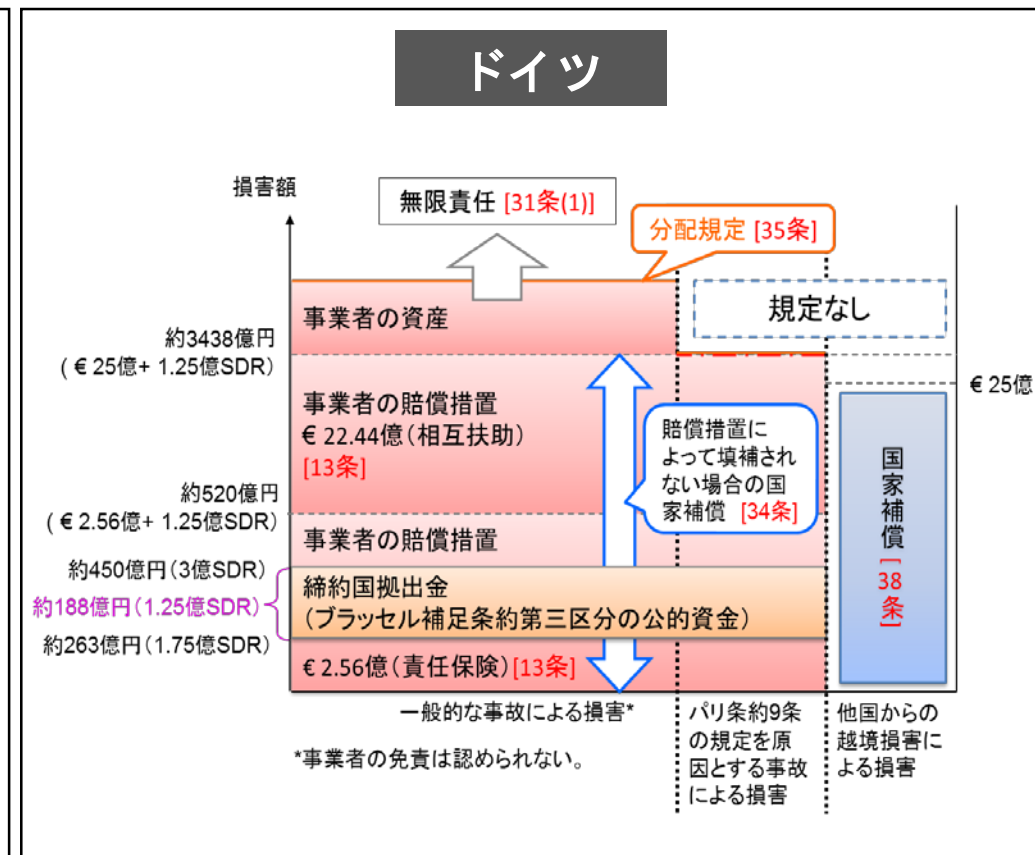 ドイツ
損害額
無限責任 [31条(1)]
分配規定 [35条]
規定なし
事業者の資産
約3438億円
(€25億+ 1.25億SDR)
€25億
事業者の賠償措置
€22.44億(相互扶助)
[13条]
賠償措置に
よって填補され
ない場合の国
家補償 [34条]
国家補償[38条]
約520億円
(€2.56億+ 1.25億SDR)
事業者の賠償措置
約450億円(3億SDR)
締約国拠出金
(ブラッセル補足条約第三区分の公的資金)
約188億円(1.25億SDR)
約263億円(1.75億SDR)
€2.56億(責任保険)[13条]
一般的な事故による損害*
パリ条約9条
の規定を原
因とする事故
による損害
他国からの
越境損害に
よる損害
*事業者の免責は認められない。